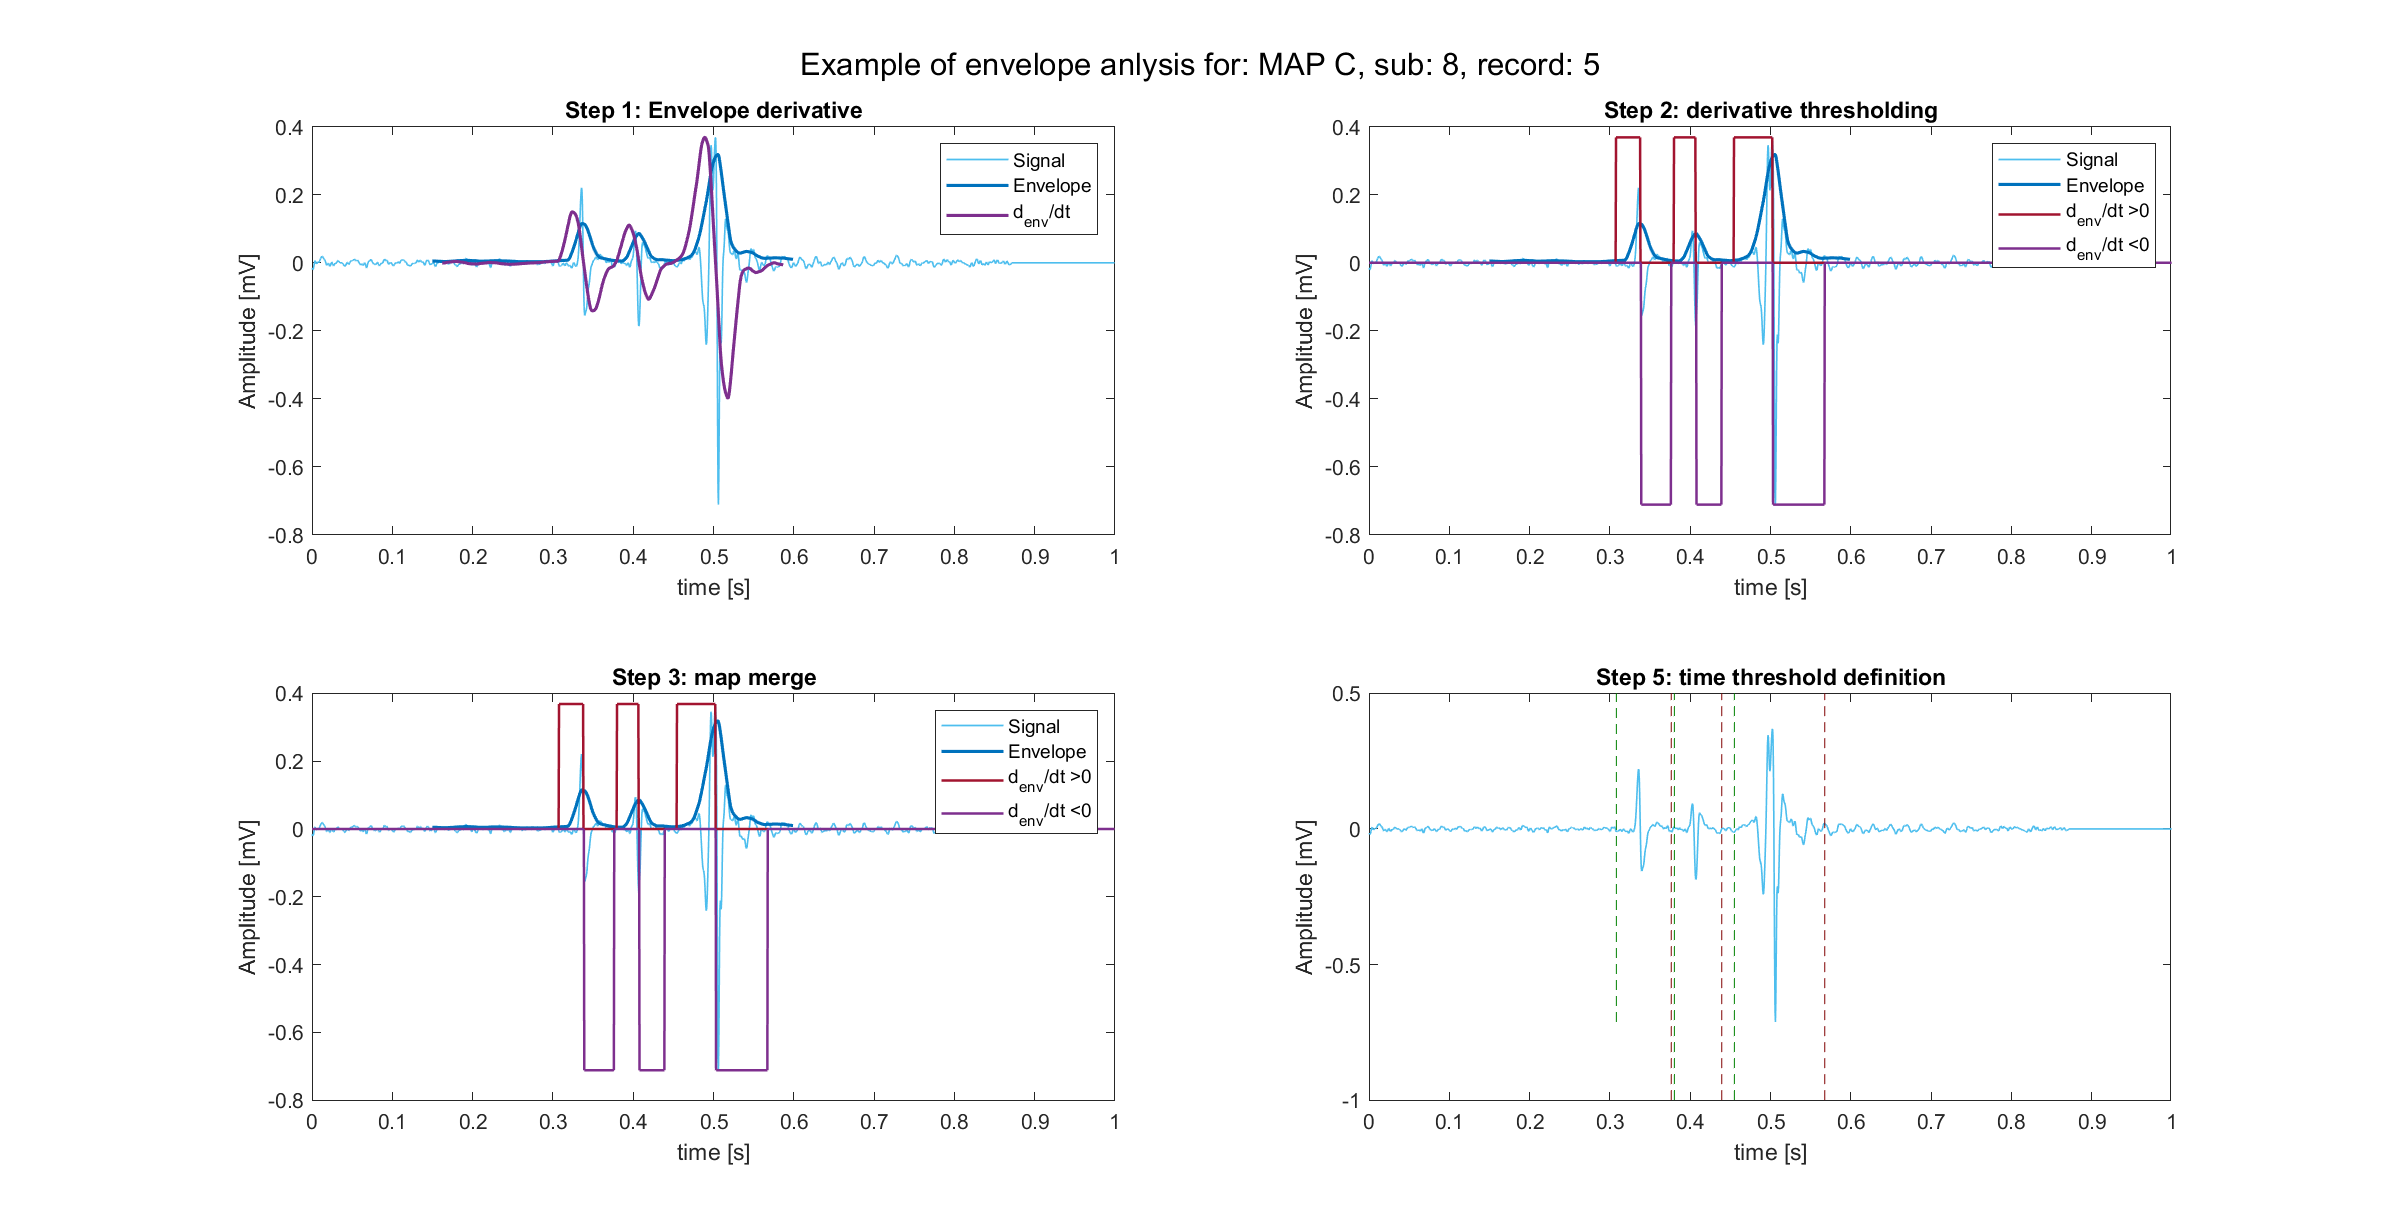 Example of envelope anlysis for: MAP C, sub: 8, record: 5
Step 1: Envelope derivative
Amplitude [mV]
0.4
0.2
0
-0.2
-0.4
-0.6
-0.8
0 0.1 0.2 0.3 0.4 0.5 0.6 0.7 0.8 0.9 1
time [s]
Signal
Envelope
d_env/dt
Step 2: derivative thresholding
Amplitude [mV]
0.4
0.2
0
-0.2
-0.4
-0.6
-0.8
0 0.1 0.2 0.3 0.4 0.5 0.6 0.7 0.8 0.9 1
time [s]
Signal
Envelope
d_env/dt >0
d_env/dt <0
Step 3: map merge
Amplitude [mV]
0.4
0.2
0
-0.2
-0.4
-0.6
-0.8
0 0.1 0.2 0.3 0.4 0.5 0.6 0.7 0.8 0.9 1
time [s]
Signal
Envelope
d_env/dt >0
d_env/dt <0
Step 5: time threshold definition
Amplitude [mV]
0.5
0
-0.5
-1
0 0.1 0.2 0.3 0.4 0.5 0.6 0.7 0.8 0.9 1
time [s]